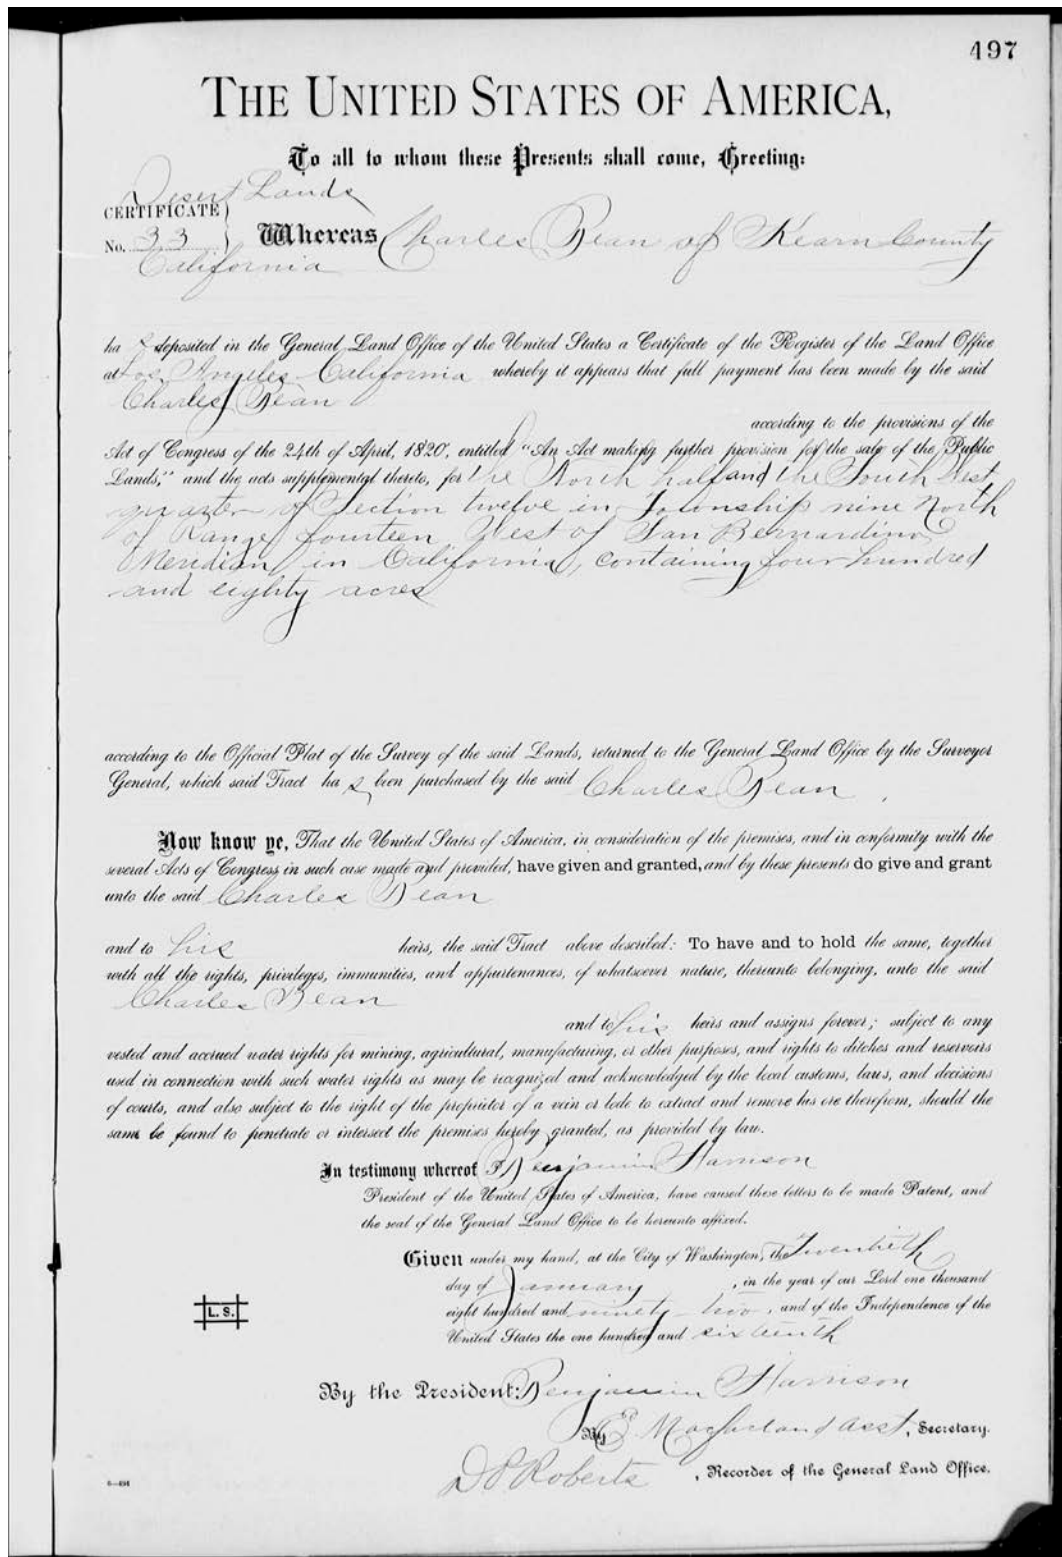 497
THE UNITED STATES OF AMERICA,
To all to whom these Presents shall come, Greeting:
Desert Lands
CERTIFICATE
No. 33 Whereas Charles Bean of Kearn County
California
ha s deposited in the General Land Office of the United States a Certificate of the Register of the Land Office
at Los Angeles California whereby it appears that full payment has been made by the said
Charles Bean
according to the provisions of the
Act of Congress of the 24th of April, 1820, entitled "An Act making further provision for the sale of the Public
Lands," and the acts supplemental thereto, for the North half and the South West
quarter of Section twelve in Township nine North
of Range fourteen West of San Bernardino
Meridian in California, containing four hundred
and eighty acres
according to the Official Plat of the Survey of the said Lands, returned to the General Land Office by the Surveyor
General, which said Tract ha s been purchased by the said Charles Bean
Now know ye, That the United States of America, in consideration of the premises, and in conformity with the
several Acts of Congress in such case made and provided, have given and granted, and by these presents do give and grant
unto the said Charles Bean
and to his heirs, the said Tract above described: To have and to hold the same, together
with all the rights, privileges, immunities, and appurtenances, of whatsoever nature, thereunto belonging, unto the said
Charles Bean
and to his heirs and assigns forever; subject to any
vested and accrued water rights for mining, agricultural, manufacturing, or other purposes, and rights to ditches and reservoirs
used in connection with such water rights as may be recognized and acknowledged by the local customs, laws, and decisions
of courts, and also subject to the right of the proprietor of a vein or lode to extract and remove his ore therefrom, should the
same be found to penetrate or intersect the premises hereby granted, as provided by law.
In testimony whereof I, Benjamin Harrison
President of the United States of America, have caused these letters to be made Patent, and
the seal of the General Land Office to be hereunto affixed.
Given under my hand, at the City of Washington, the Twentieth
day of January, in the year of our Lord one thousand
eight hundred and ninety two, and of the Independence of the
United States the one hundred and sixteenth
L. S.
By the President: Benjamin Harrison
By E Macfarland Asst, Secretary.
D P Roberts, Recorder of the General Land Office.